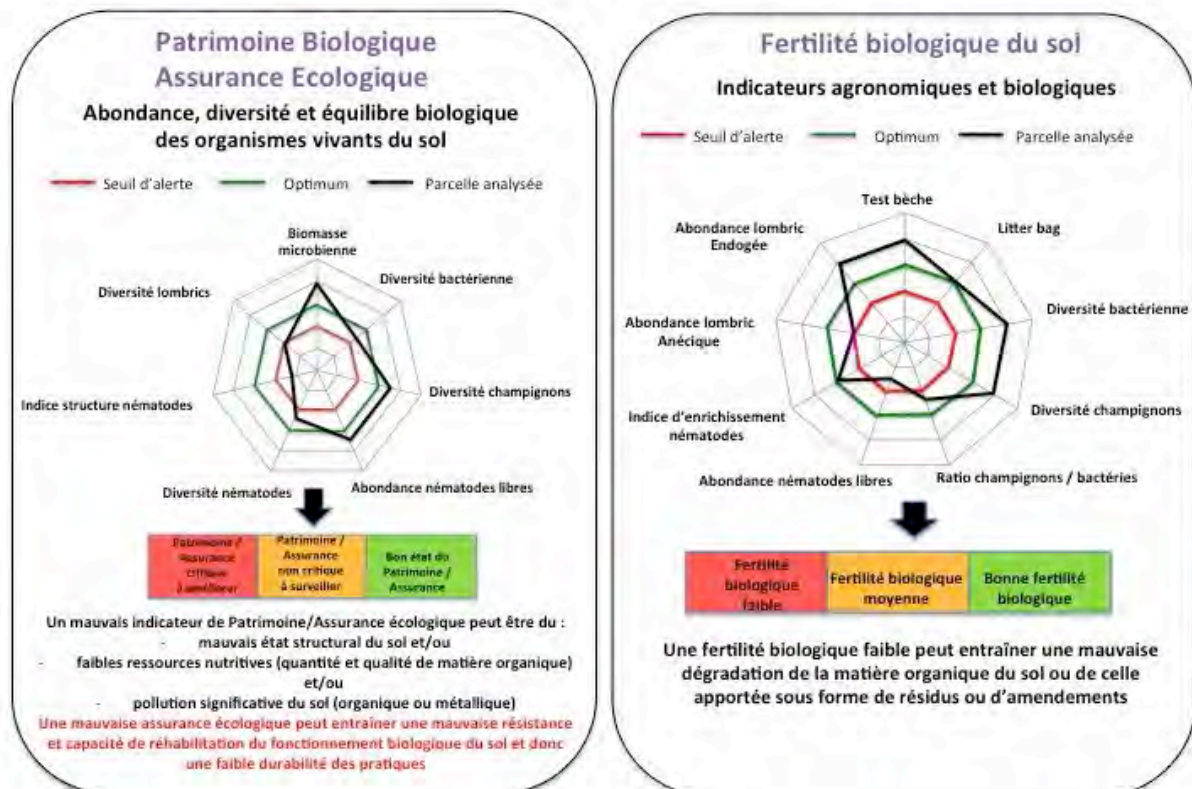 Patrimoine Biologique
Assurance Ecologique
Abondance, diversité et équilibre biologique
des organismes vivants du sol
Seuil d'alerte
Optimum
Parcelle analysée
Biomasse
microbienne
Diversité bactérienne
Diversité champignons
Abondance nématodes libres
Diversité nématodes
Indice structure nématodes
Diversité lombrics
Patrimoine /
Assurance
critique
à améliorer
Patrimoine /
Assurance
non critique
à surveiller
Bon état du
Patrimoine /
Assurance
Un mauvais indicateur de Patrimoine/Assurance écologique peut être du :
- mauvais état structural du sol et/ou
- faibles ressources nutritives (quantité et qualité de matière organique)
et/ou
- pollution significative du sol (organique ou métallique)
Une mauvaise assurance écologique peut entraîner une mauvaise résistance
et capacité de réhabilitation du fonctionnement biologique du sol et donc
une faible durabilité des pratiques
Fertilité biologique du sol
Indicateurs agronomiques et biologiques
Seuil d'alerte
Optimum
Parcelle analysée
Test bèche
Litter bag
Diversité bactérienne
Diversité champignons
Ratio champignons / bactéries
Abondance nématodes libres
Indice d'enrichissement
nématodes
Abondance lombric
Anécique
Abondance lombric
Endogée
Fertilité
biologique
faible
Fertilité biologique
moyenne
Bonne fertilité
biologique
Une fertilité biologique faible peut entraîner une mauvaise
dégradation de la matière organique du sol ou de celle
apportée sous forme de résidus ou d'amendements